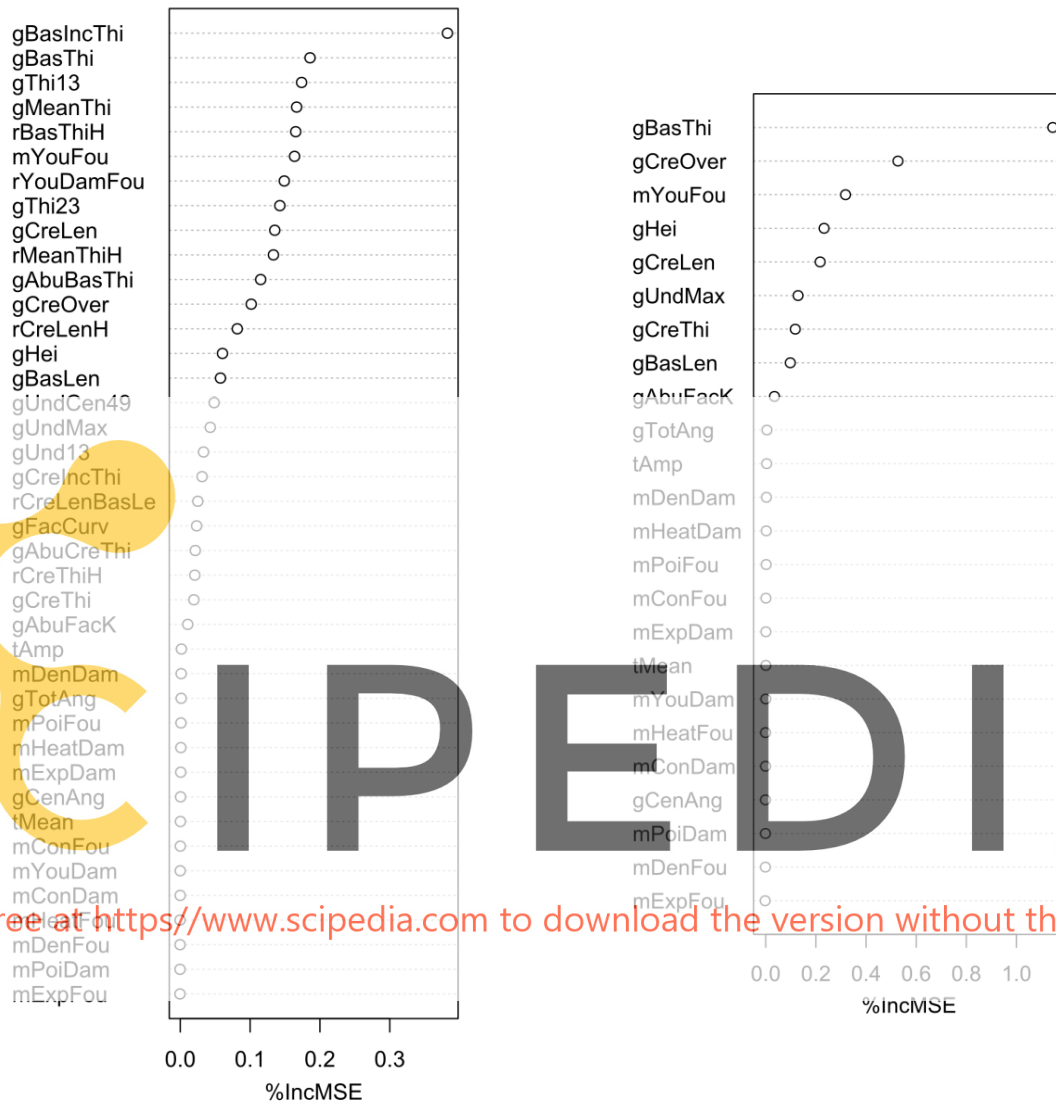 gBasIncThi
gBasThi
gThi13
gMeanThi
rBasThiH
mYouFou
rYouDamFou
gThi23
gCreLen
rMeanThiH
gAbuBasThi
gCreOver
rCreLenH
gHei
gBasLen
gUndCen49
gUndMax
gUnd13
gCreIncThi
rCreLenBasLe
gFacCurv
gAbuCreThi
rCreThiH
gCreThi
gAbuFacK
tAmp
mDenDam
gTotAng
mPoiFou
mHeatDam
mExpDam
gCenAng
tMean
mConFou
mYouDam
mConDam
mHeatFou
mDenFou
mPoiDam
mExpFou
0.0 0.1 0.2 0.3
%IncMSE
gBasThi
gCreOver
mYouFou
gHei
gCreLen
gUndMax
gCreThi
gBasLen
gAbuFacK
gTotAng
tAmp
mDenDam
mHeatDam
mPoiFou
mConFou
mExpDam
tMean
mYouDam
mHeatFou
mConDam
gCenAng
mPoiDam
mDenFou
mExpFou
0.0 0.2 0.4 0.6 0.8 1.0
%IncMSE
CIPEDI
ree at https//www.scipedia.com to download the version without th